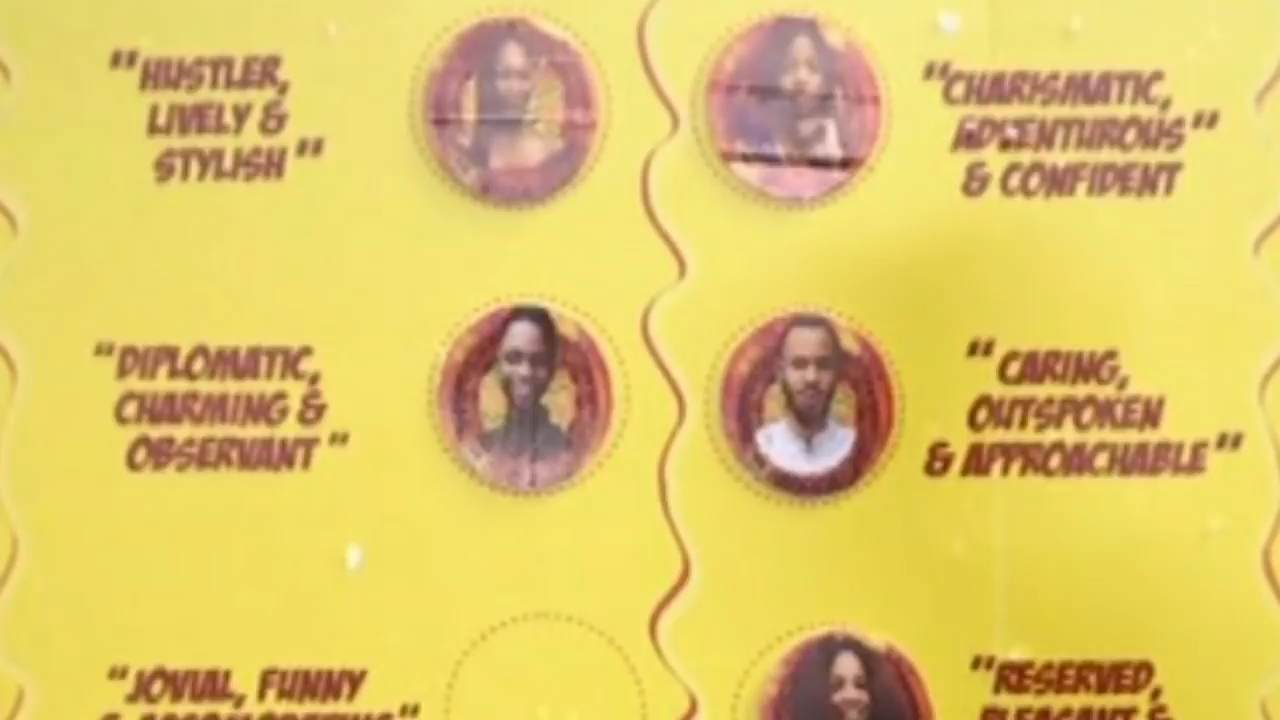 "HUSTLER,
LIVELY &
STYLISH"
"CHARISMATIC,
ADVENTUROUS"
& CONFIDENT
"DIPLOMATIC,
CHARMING &
OBSERVANT"
"CARING,
OUTSPOKEN
& APPROACHABLE"
"JOVIAL, FUNNY
"RESERVED,